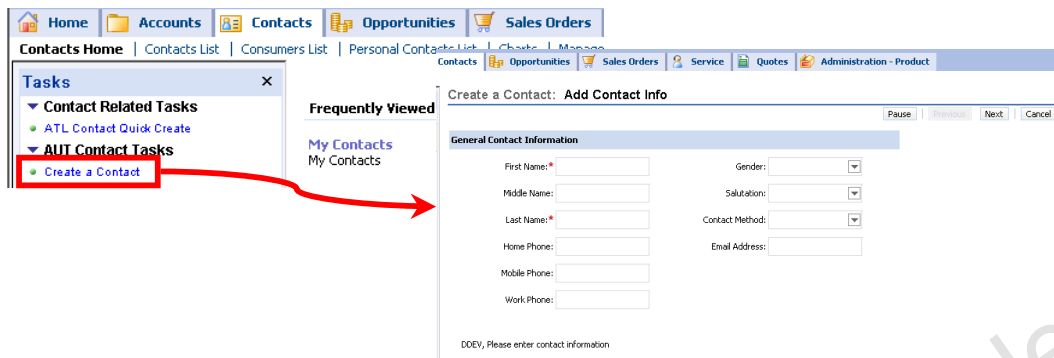 Home Accounts Contacts Opportunities Sales Orders
Contacts Home | Contacts List | Consumers List | Personal Contacts List | Charts | Manage
Contacts Opportunities Sales Orders Service Quotes Administration - Product
Tasks ×
Contact Related Tasks
ATL Contact Quick Create
AUT Contact Tasks
Create a Contact
Frequently Viewed
My Contacts
My Contacts
Create a Contact: Add Contact Info
Pause | Previous | Next | Cancel
General Contact Information
First Name:* Gender:
Middle Name: Salutation:
Last Name:* Contact Method:
Home Phone: Email Address:
Mobile Phone:
Work Phone:
DDEV, Please enter contact information